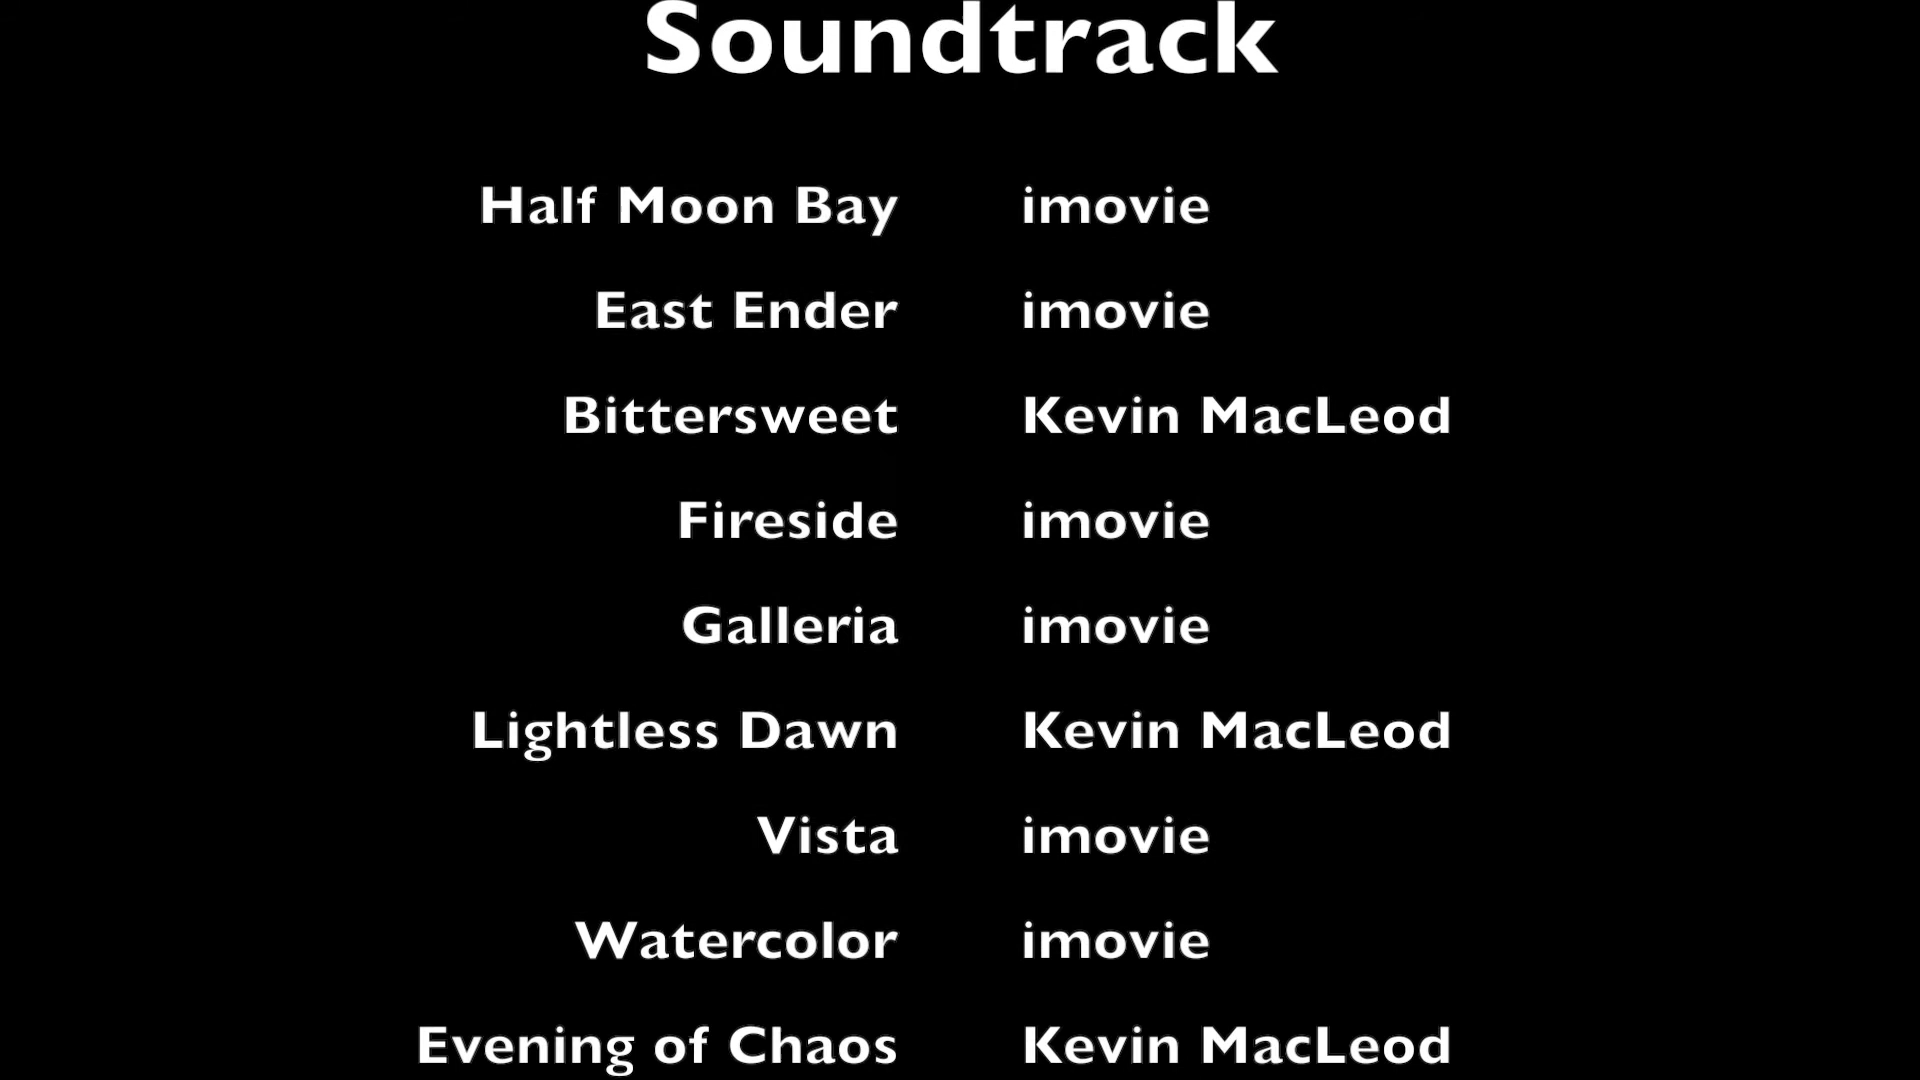 Soundtrack
Half Moon Bay imovie
East Ender imovie
Bittersweet Kevin MacLeod
Fireside imovie
Galleria imovie
Lightless Dawn Kevin MacLeod
Vista imovie
Watercolor imovie
Evening of Chaos Kevin MacLeod